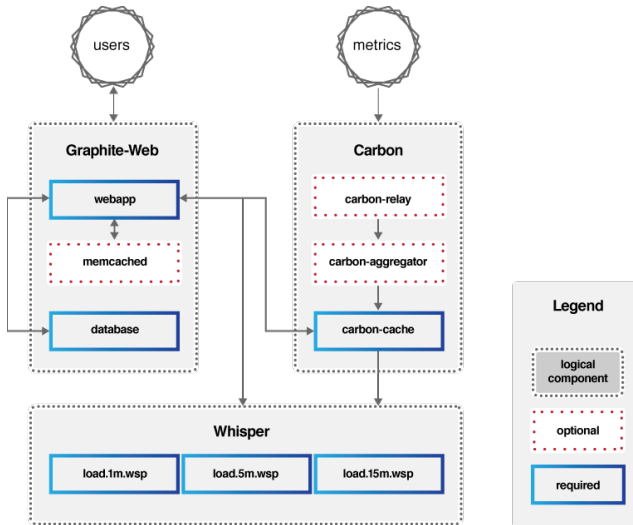 users
metrics
Graphite-Web
webapp
memcached
database
Carbon
carbon-relay
carbon-aggregator
carbon-cache
Whisper
load.1m.wsp
load.5m.wsp
load.15m.wsp
Legend
logical
component
optional
required